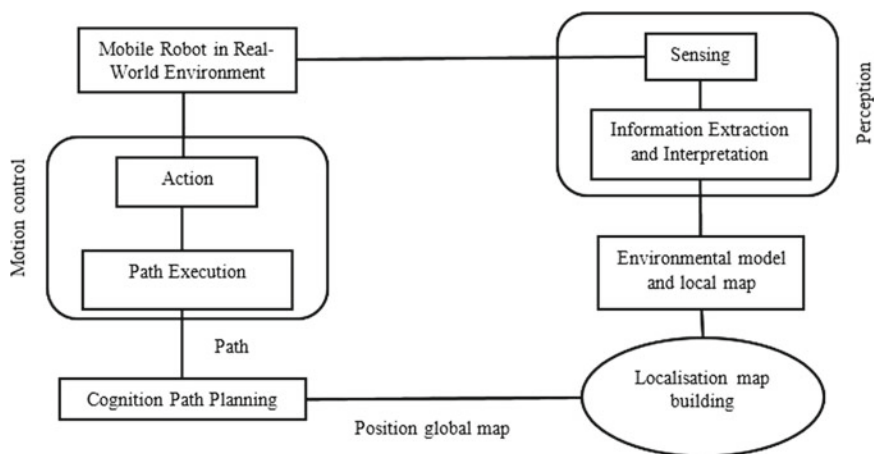 Mobile Robot in Real-
World Environment
Sensing
Information Extraction
and Interpretation
Perception
Action
Path Execution
Motion control
Environmental model
and local map
Path
Cognition Path Planning
Position global map
Localisation map
building